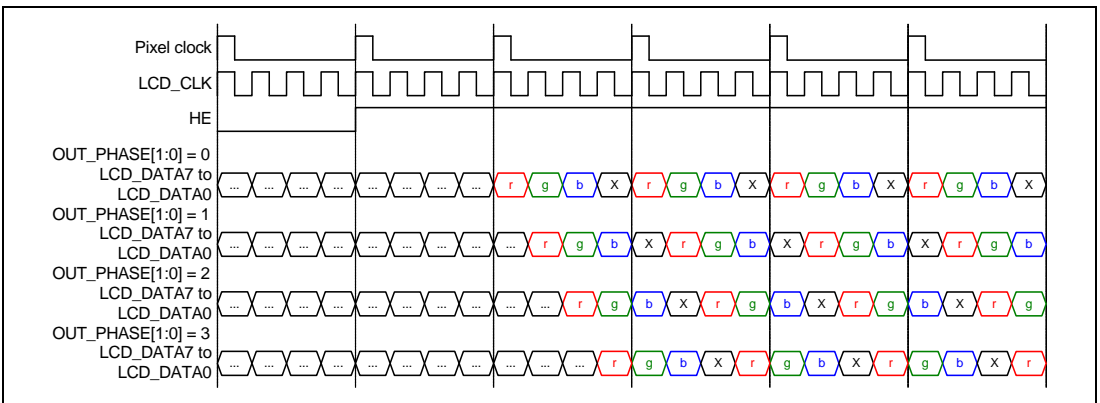 Pixel clock
LCD_CLK
HE
OUT_PHASE[1:0] = 0
LCD_DATA7 to
LCD_DATA0
... ... ... ... ... ... ... ... r g b X r g b X r g b X r g b X
OUT_PHASE[1:0] = 1
LCD_DATA7 to
LCD_DATA0
... ... ... ... ... ... ... ... ... r g b X r g b X r g b X r g b
OUT_PHASE[1:0] = 2
LCD_DATA7 to
LCD_DATA0
... ... ... ... ... ... ... ... ... ... r g b X r g b X r g b X r g
OUT_PHASE[1:0] = 3
LCD_DATA7 to
LCD_DATA0
... ... ... ... ... ... ... ... ... ... ... r g b X r g b X r g b X r